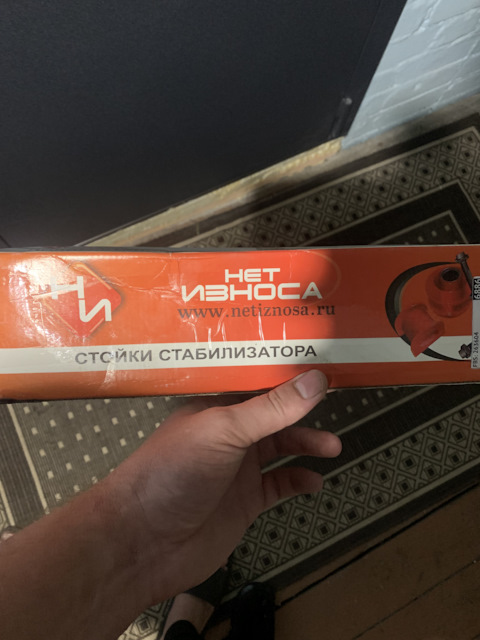 НИ
НЕТ
ИЗНОСА
www.netiznosa.ru
СТОЙКИ СТАБИЛИЗАТОРА